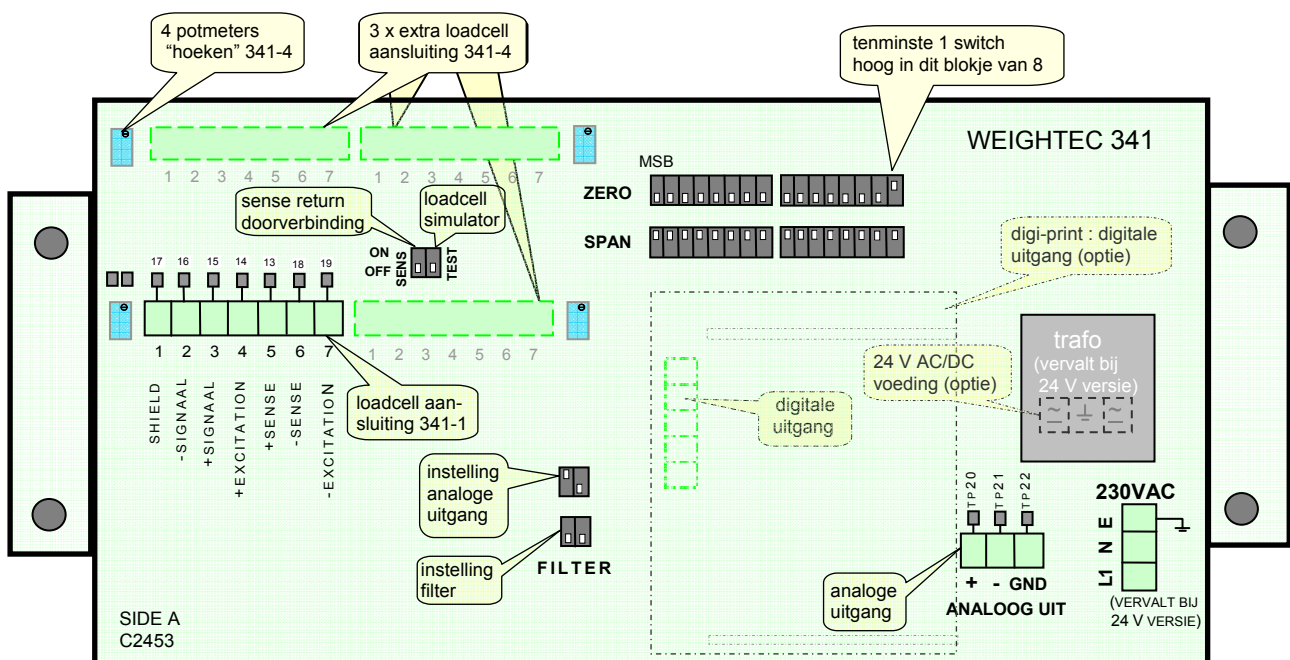 4 potmeters
“hoeken” 341-4
3 x extra loadcell
aansluiting 341-4
tenminste 1 switch
hoog in dit blokje van 8
WEIGHTEC 341
1 2 3 4 5 6 7
1 2 3 4 5 6 7
MSB
ZERO
SPAN
sense return
doorverbinding
loadcell
simulator
ON
OFF
SENS
TEST
digi-print : digitale
uitgang (optie)
17 16 15 14 13 18 19
1 2 3 4 5 6 7
1 2 3 4 5 6 7
SHIELD
-SIGNAAL
+SIGNAAL
+EXCITATION
+SENSE
-SENSE
-EXCITATION
loadcell aan-
sluiting 341-1
trafo
(vervalt bij
24 V versie)
24 V AC/DC
voeding (optie)
digitale
uitgang
instelling
analoge
uitgang
instelling
filter
FILTER
TP20
TP21
TP22
+ - GND
ANALOOG UIT
analoge
uitgang
230VAC
L1 N E
(VERVALT BIJ
24 V VERSIE)
SIDE A
C2453